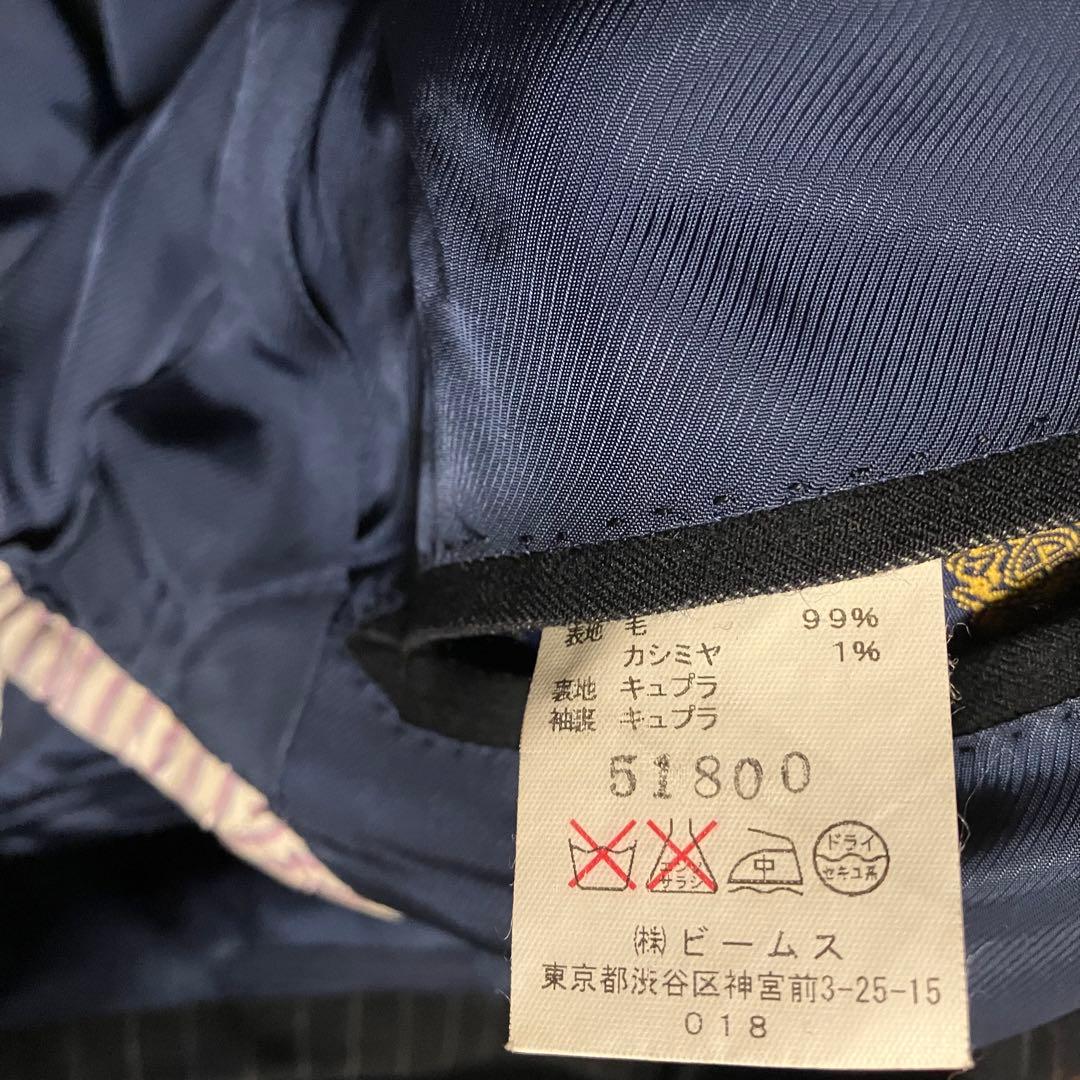 表地 毛 99%
カシミヤ 1%
裏地 キュプラ
袖裏 キュプラ
51800
エンソ サラシ 中 ドライ セキユ系
㈱ビームス
東京都渋谷区神宮前3-25-15
018